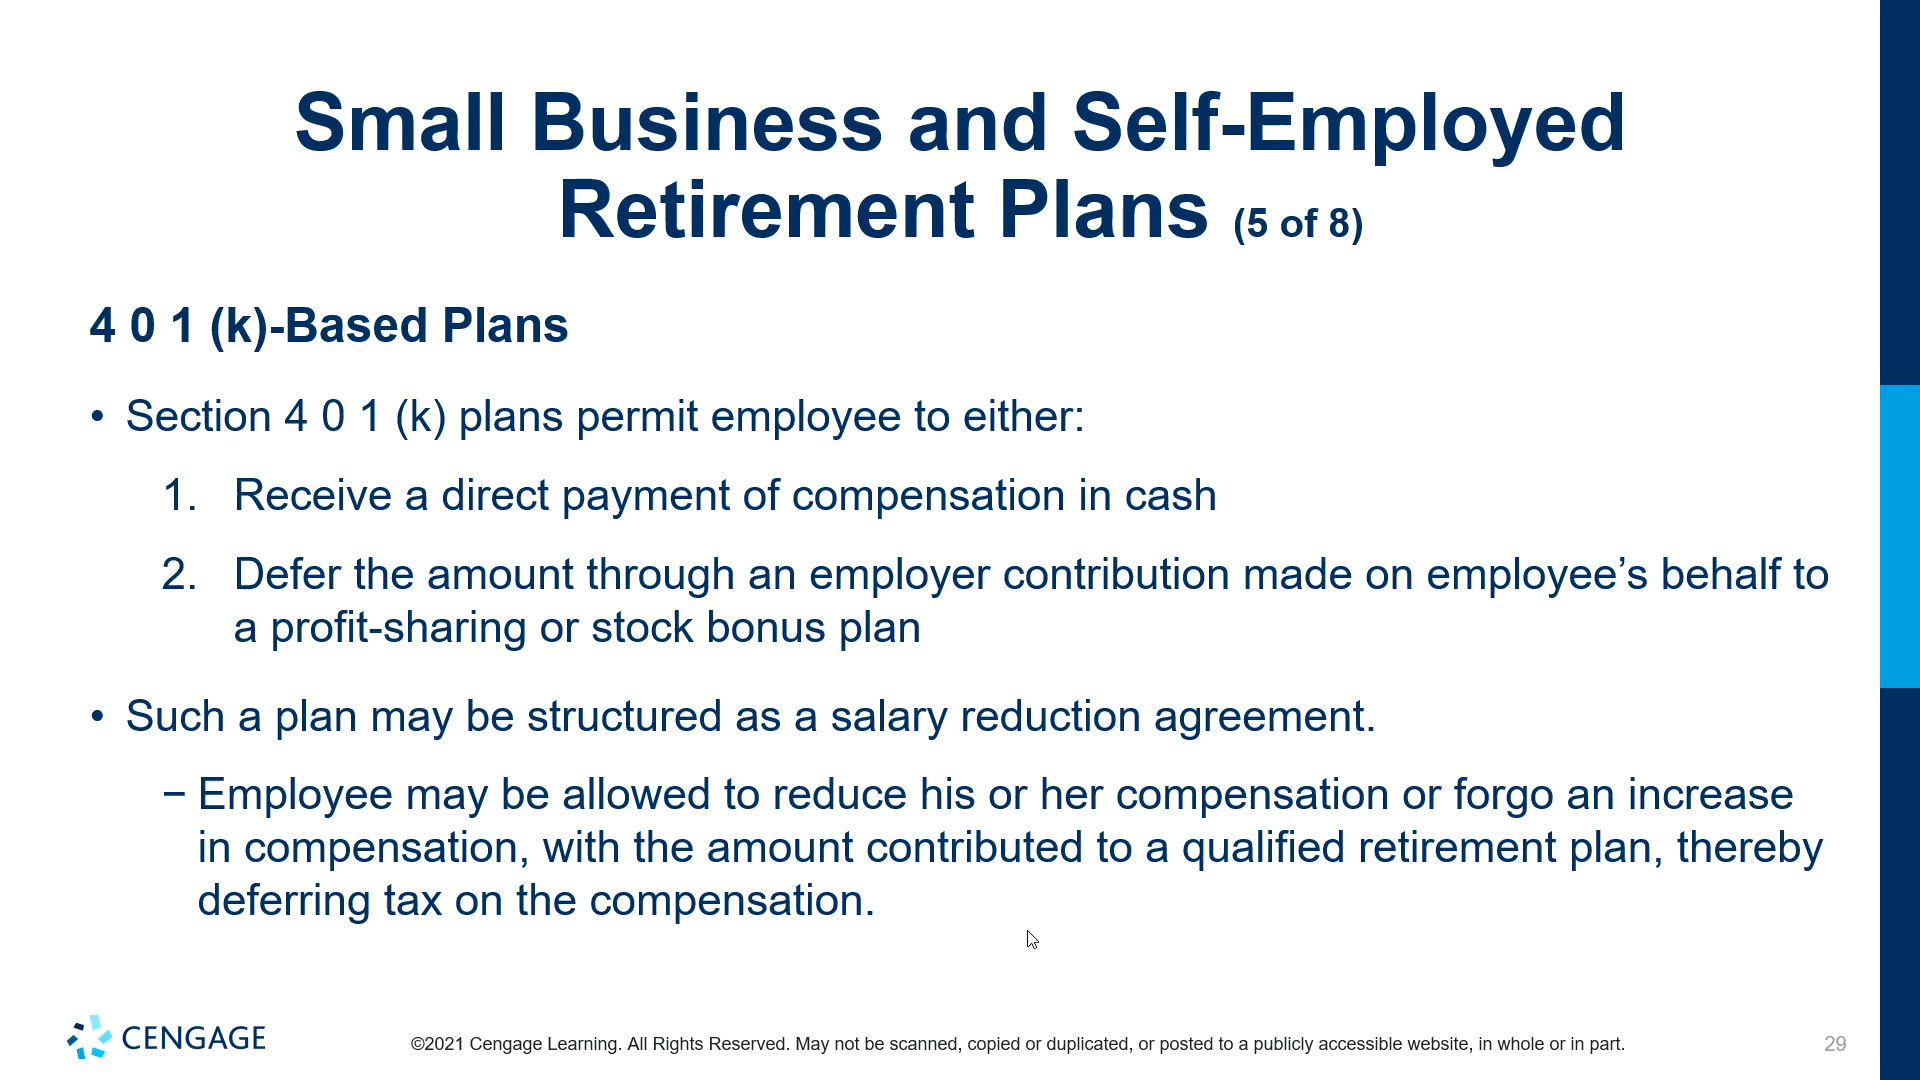 Small Business and Self-Employed
Retirement Plans (5 of 8)
4 0 1 (k)-Based Plans
• Section 4 0 1 (k) plans permit employee to either:
1. Receive a direct payment of compensation in cash
2. Defer the amount through an employer contribution made on employee’s behalf to
a profit-sharing or stock bonus plan
• Such a plan may be structured as a salary reduction agreement.
− Employee may be allowed to reduce his or her compensation or forgo an increase
in compensation, with the amount contributed to a qualified retirement plan, thereby
deferring tax on the compensation.
CENGAGE
©2021 Cengage Learning. All Rights Reserved. May not be scanned, copied or duplicated, or posted to a publicly accessible website, in whole or in part.
29